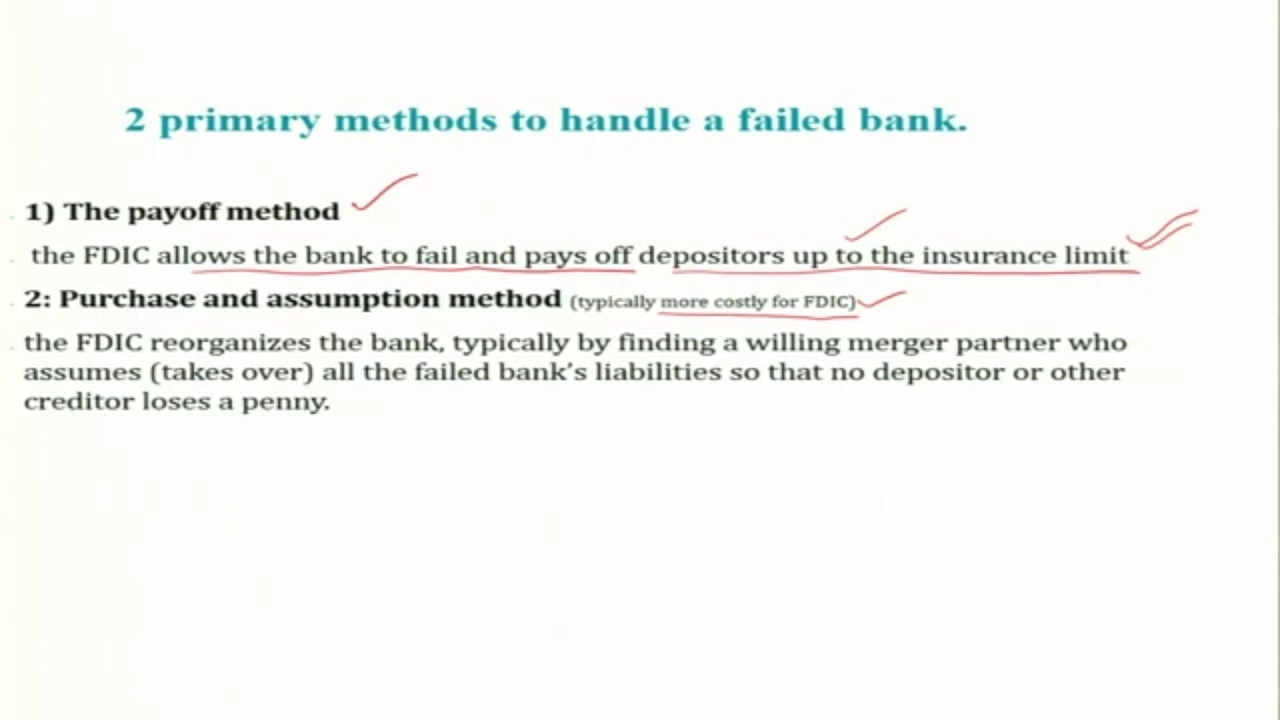 2 primary methods to handle a failed bank.
1) The payoff method
the FDIC allows the bank to fail and pays off depositors up to the insurance limit
2: Purchase and assumption method (typically more costly for FDIC)
the FDIC reorganizes the bank, typically by finding a willing merger partner who
assumes (takes over) all the failed bank’s liabilities so that no depositor or other
creditor loses a penny.